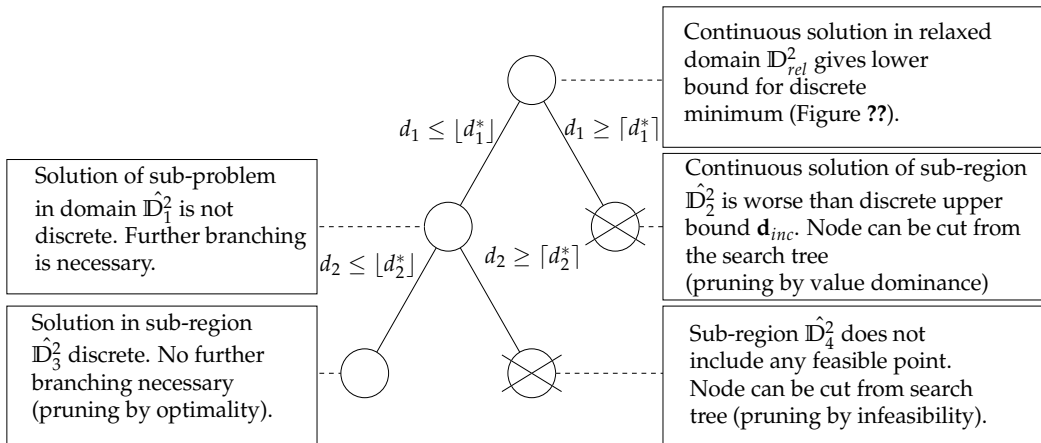 Continuous solution in relaxed
domain 𝔻²_rel gives lower
bound for discrete
minimum (Figure ??).
d₁ ≤ ⌊d₁*⌋
d₁ ≥ ⌈d₁*⌉
Solution of sub-problem
in domain 𝔻̂²₁ is not
discrete. Further branching
is necessary.
Continuous solution of sub-region
𝔻̂²₂ is worse than discrete upper
bound d_inc. Node can be cut from
the search tree
(pruning by value dominance)
d₂ ≤ ⌊d₂*⌋
d₂ ≥ ⌈d₂*⌉
Solution in sub-region
𝔻̂²₃ discrete. No further
branching necessary
(pruning by optimality).
Sub-region 𝔻̂²₄ does not
include any feasible point.
Node can be cut from search
tree (pruning by infeasibility).